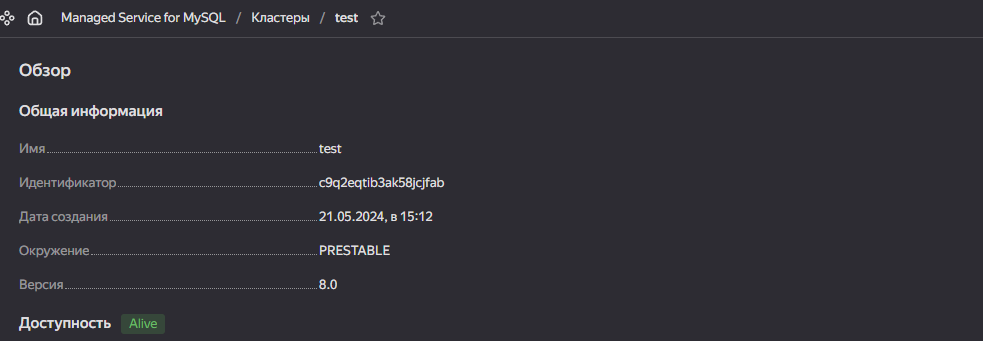 Managed Service for MySQL / Кластеры / test
Обзор
Общая информация
Имя test
Идентификатор c9q2eqtib3ak58jcjfab
Дата создания 21.05.2024, в 15:12
Окружение PRESTABLE
Версия 8.0
Доступность Alive